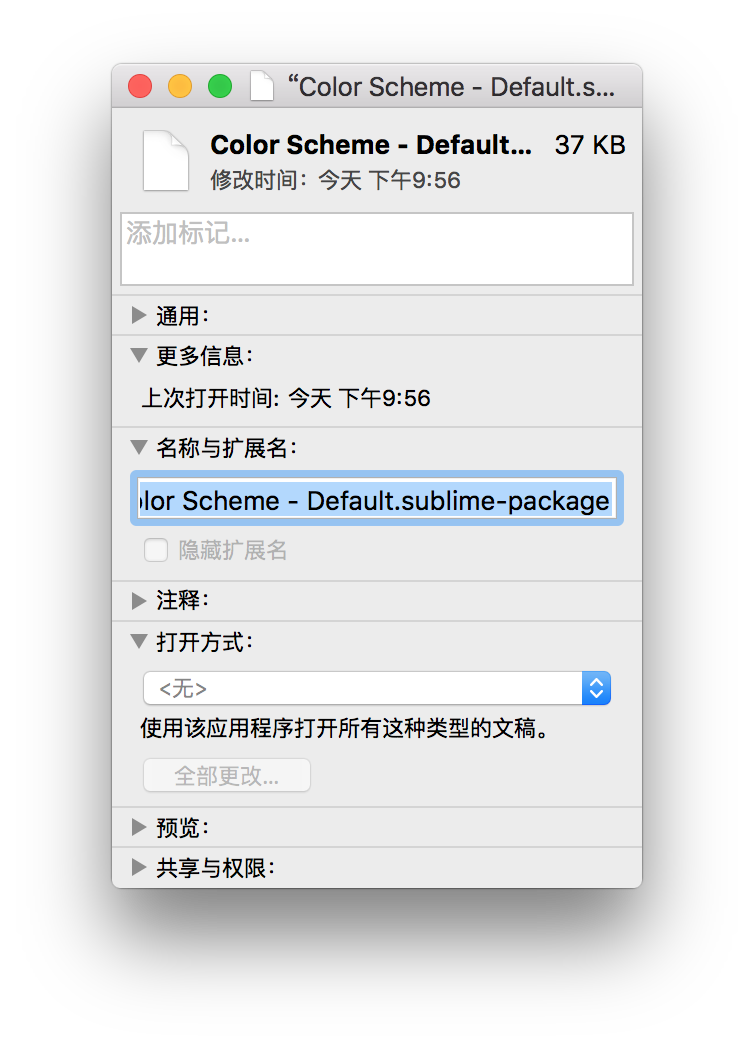 “Color Scheme - Default.s...
Color Scheme - Default... 37 KB
修改时间：今天 下午9:56
添加标记...
通用：
更多信息：
上次打开时间: 今天 下午9:56
名称与扩展名：
olor Scheme - Default.sublime-package
隐藏扩展名
注释：
打开方式：
<无>
使用该应用程序打开所有这种类型的文稿。
全部更改...
预览：
共享与权限：